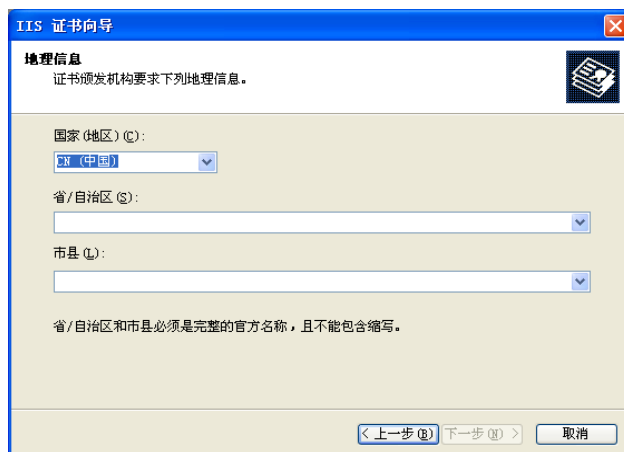 IIS 证书向导
地理信息
证书颁发机构要求下列地理信息。
国家(地区)(C):
CN (中国)
省/自治区(S):
市县(L):
省/自治区和市县必须是完整的官方名称，且不能包含缩写。
< 上一步(B) 下一步(N) > 取消